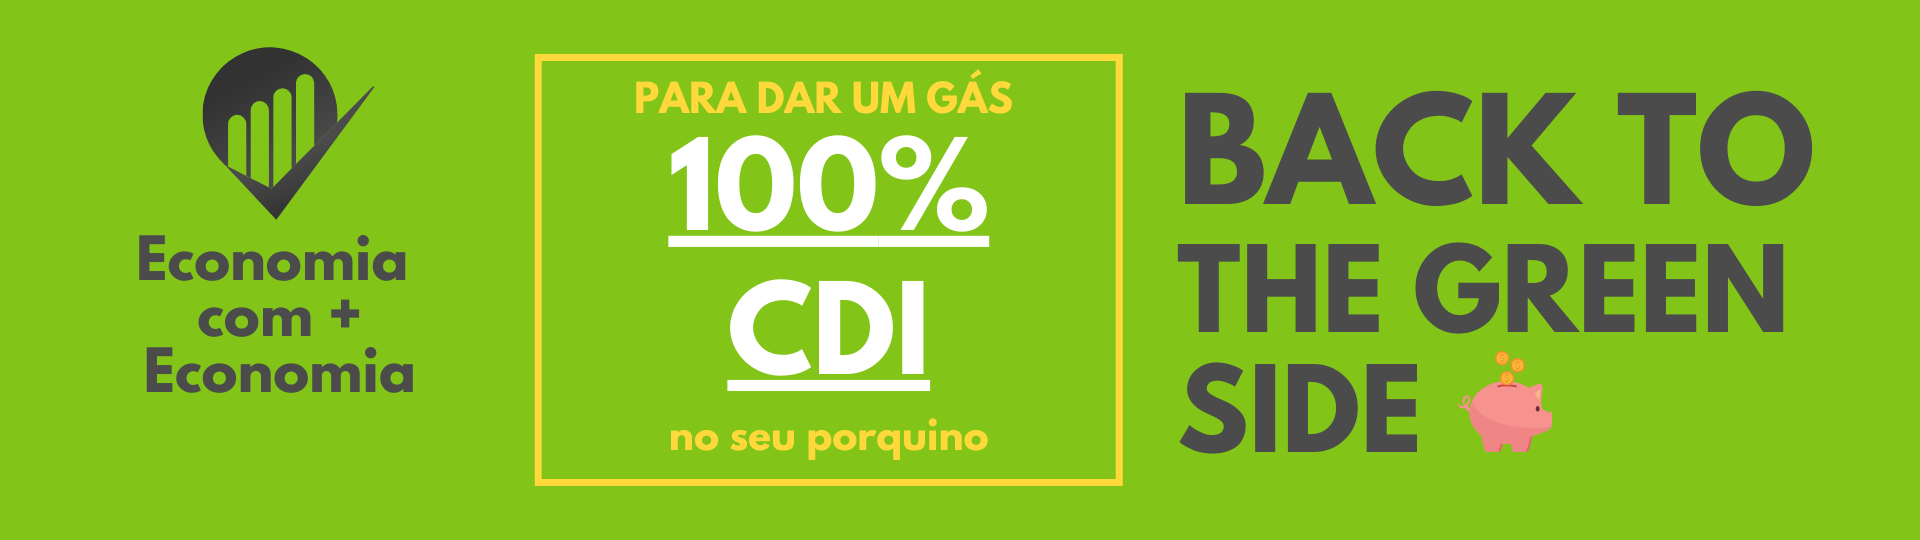 Economia
com +
Economia
PARA DAR UM GÁS
100%
CDI
no seu porquino
BACK TO
THE GREEN
SIDE